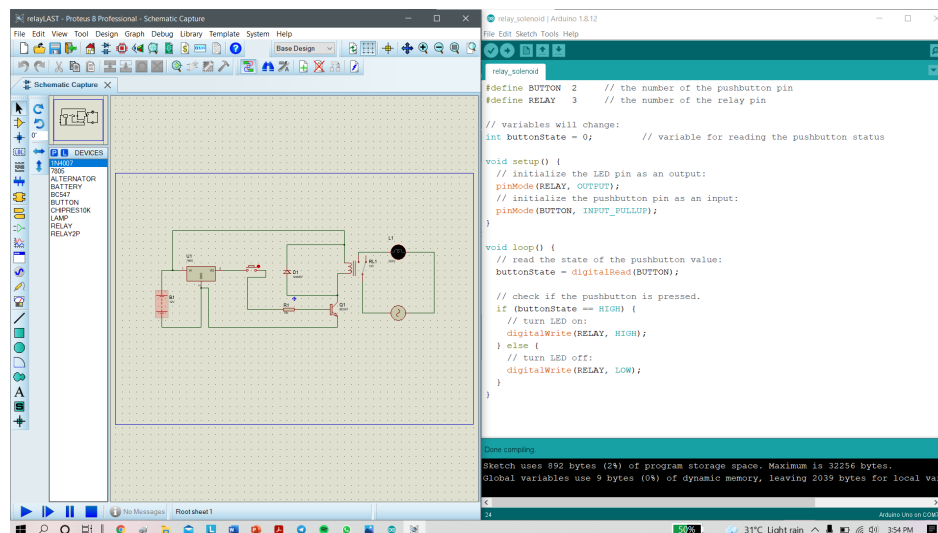 relayLAST - Proteus 8 Professional - Schematic Capture
File Edit View Tool Design Graph Debug Library Template System Help
Base Design
Schematic Capture
0°
LBL
P L DEVICES
1N4007
7805
ALTERNATOR
BATTERY
BC547
BUTTON
CHIPRES10K
LAMP
RELAY
RELAY2P
U1
B1
D1
R1
Q1
RL1
L1
A
S
No Messages
Root sheet 1
relay_solenoid | Arduino 1.8.12
File Edit Sketch Tools Help
relay_solenoid
#define BUTTON 2 // the number of the pushbutton pin
#define RELAY 3 // the number of the relay pin
// variables will change:
int buttonState = 0; // variable for reading the pushbutton status
void setup() {
// initialize the LED pin as an output:
pinMode(RELAY, OUTPUT);
// initialize the pushbutton pin as an input:
pinMode(BUTTON, INPUT_PULLUP);
}
void loop() {
// read the state of the pushbutton value:
buttonState = digitalRead(BUTTON);
// check if the pushbutton is pressed.
if (buttonState == HIGH) {
// turn LED on:
digitalWrite(RELAY, HIGH);
} else {
// turn LED off:
digitalWrite(RELAY, LOW);
}
}
Done compiling.
Sketch uses 892 bytes (2%) of program storage space. Maximum is 32256 bytes.
Global variables use 9 bytes (0%) of dynamic memory, leaving 2039 bytes for local va
24
Arduino Uno on COM
50%
31°C Light rain
3:54 PM